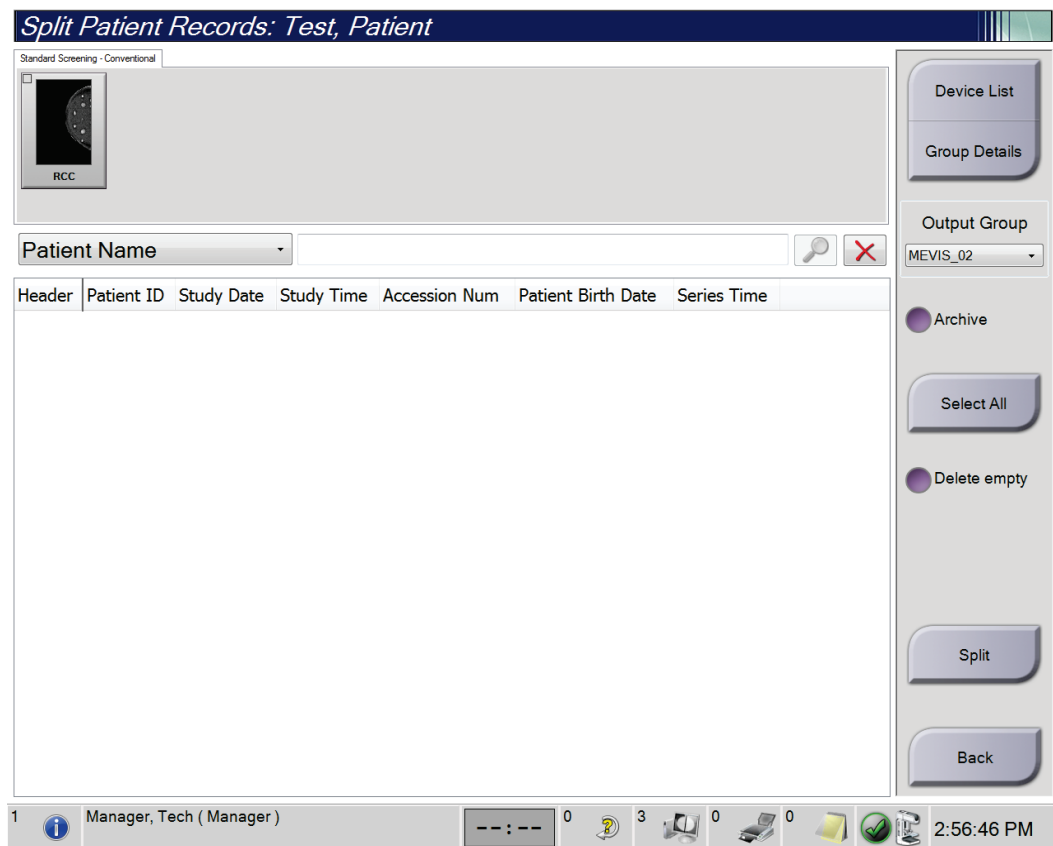 Split Patient Records: Test, Patient
Standard Screening - Conventional
RCC
Device List
Group Details
Output Group
MEVIS_02
Patient Name
Header Patient ID Study Date Study Time Accession Num Patient Birth Date Series Time
Archive
Select All
Delete empty
Split
Back
1 Manager, Tech ( Manager ) --:-- 0 3 0 0 2:56:46 PM